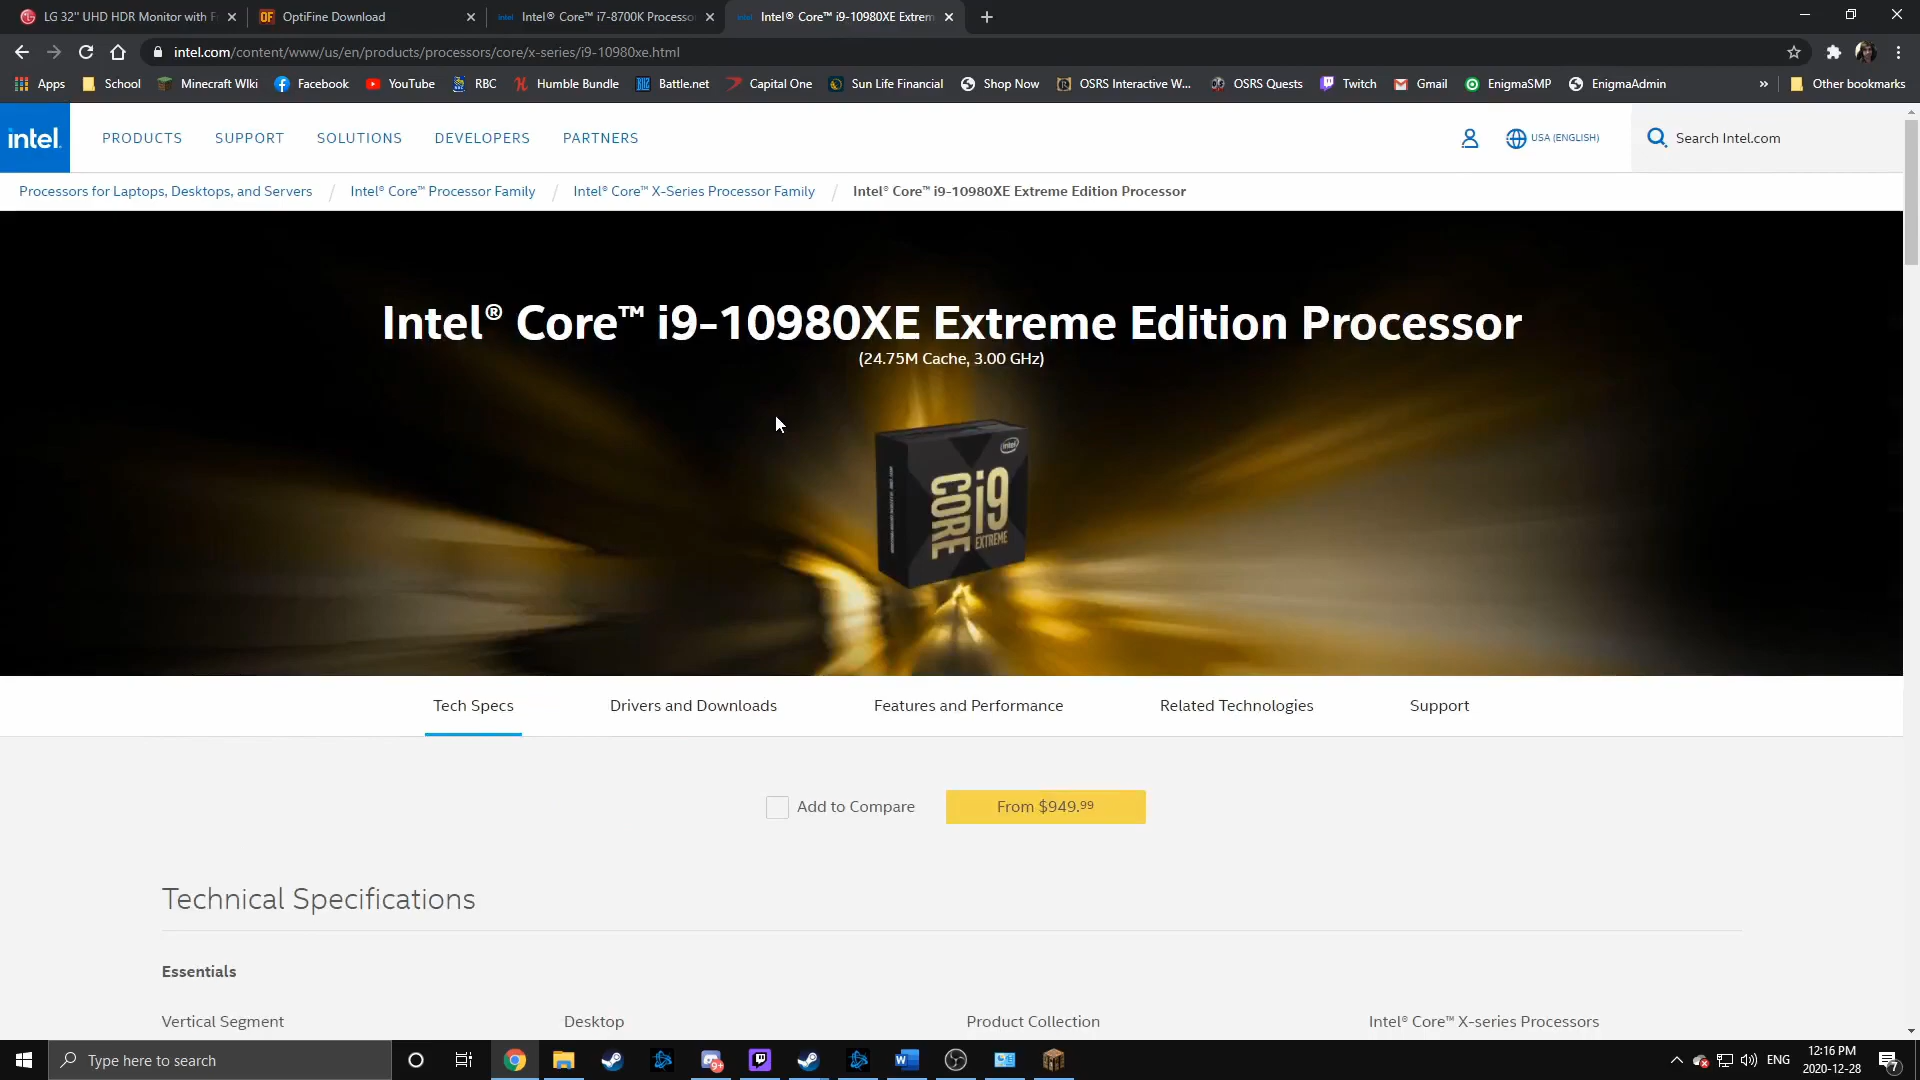 LG 32" UHD HDR Monitor with F
OptiFine Download
Intel® Core™ i7-8700K Processo
Intel® Core™ i9-10980XE Extrem
intel.com/content/www/us/en/products/processors/core/x-series/i9-10980xe.html
Apps
School
Minecraft WIki
Facebook
YouTube
RBC
Humble Bundle
Battle.net
Capital One
Sun Life Financial
Shop Now
OSRS Interactive W...
OSRS Quests
Twitch
Gmail
EnigmaSMP
EnigmaAdmin
»
Other bookmarks
intel.
PRODUCTS
SUPPORT
SOLUTIONS
DEVELOPERS
PARTNERS
USA (ENGLISH)
Search Intel.com
Processors for Laptops, Desktops, and Servers / Intel® Core™ Processor Family / Intel® Core™ X-Series Processor Family / Intel® Core™ i9-10980XE Extreme Edition Processor
Intel® Core™ i9-10980XE Extreme Edition Processor
(24.75M Cache, 3.00 GHz)
intel
CORE i9
EXTREME
Tech Specs
Drivers and Downloads
Features and Performance
Related Technologies
Support
Add to Compare
From $949.99
Technical Specifications
Essentials
Vertical Segment
Desktop
Product Collection
Intel® Core™ X-series Processors
Type here to search
9+
ENG
12:16 PM
2020-12-28
7